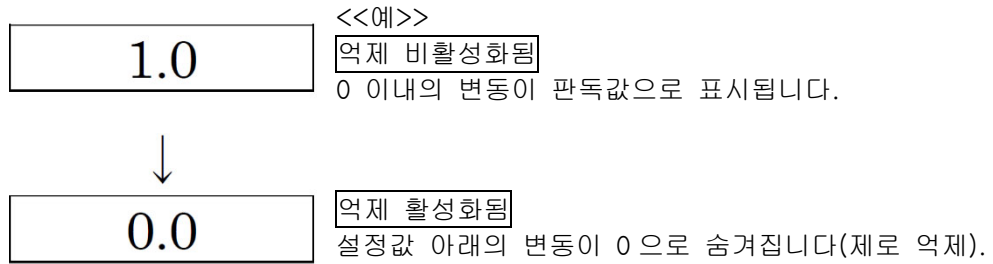 <<예>>
1.0
억제 비활성화됨
0 이내의 변동이 판독값으로 표시됩니다.
↓
0.0
억제 활성화됨
설정값 아래의 변동이 0으로 숨겨집니다(제로 억제).